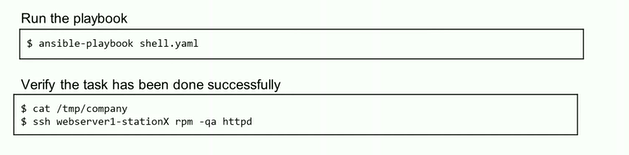 Run the playbook
$ ansible-playbook shell.yaml
Verify the task has been done successfully
$ cat /tmp/company
$ ssh webserver1-stationX rpm -qa httpd